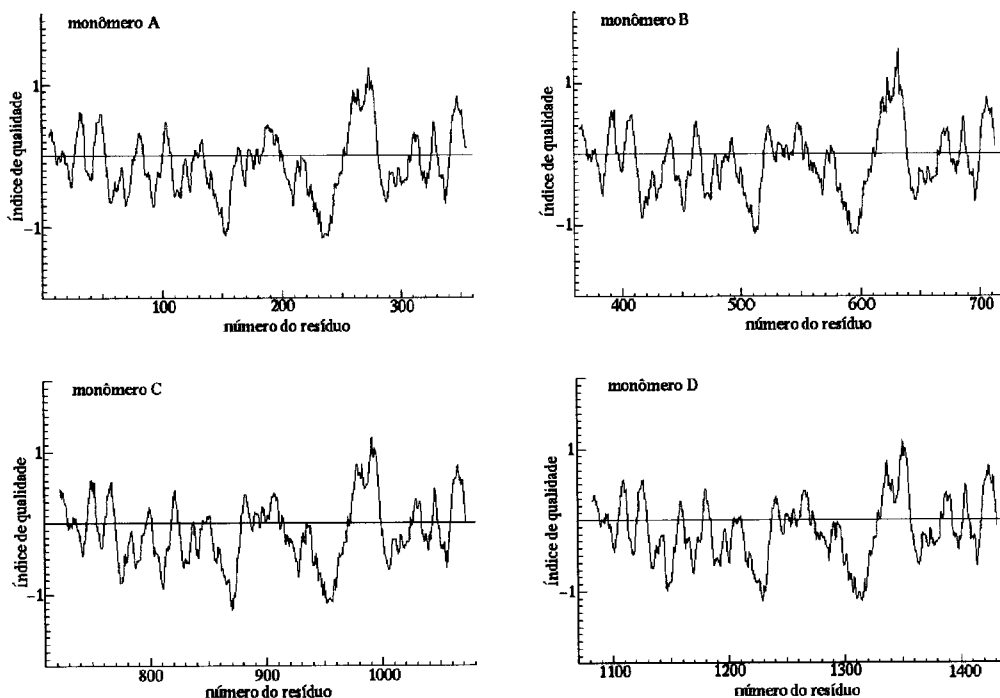 monômero A
índice de qualidade
1
−1
100
200
300
número do resíduo
monômero B
índice de qualidade
1
−1
400
500
600
700
número do resíduo
monômero C
índice de qualidade
1
−1
800
900
1000
número do resíduo
monômero D
índice de qualidade
1
−1
1100
1200
1300
1400
número do resíduo